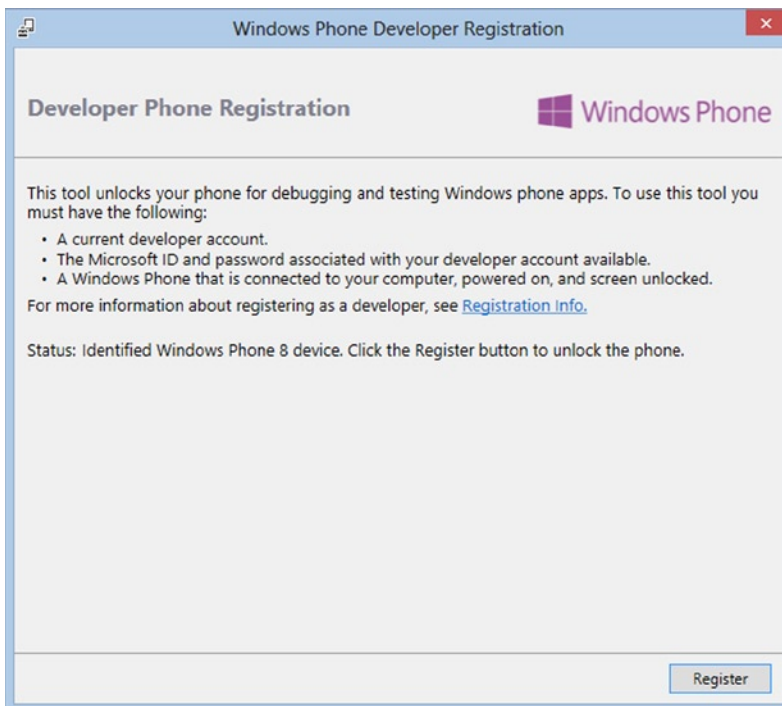 Windows Phone Developer Registration
Developer Phone Registration
Windows Phone
This tool unlocks your phone for debugging and testing Windows phone apps. To use this tool you
must have the following:
• A current developer account.
• The Microsoft ID and password associated with your developer account available.
• A Windows Phone that is connected to your computer, powered on, and screen unlocked.
For more information about registering as a developer, see Registration Info.
Status: Identified Windows Phone 8 device. Click the Register button to unlock the phone.
Register